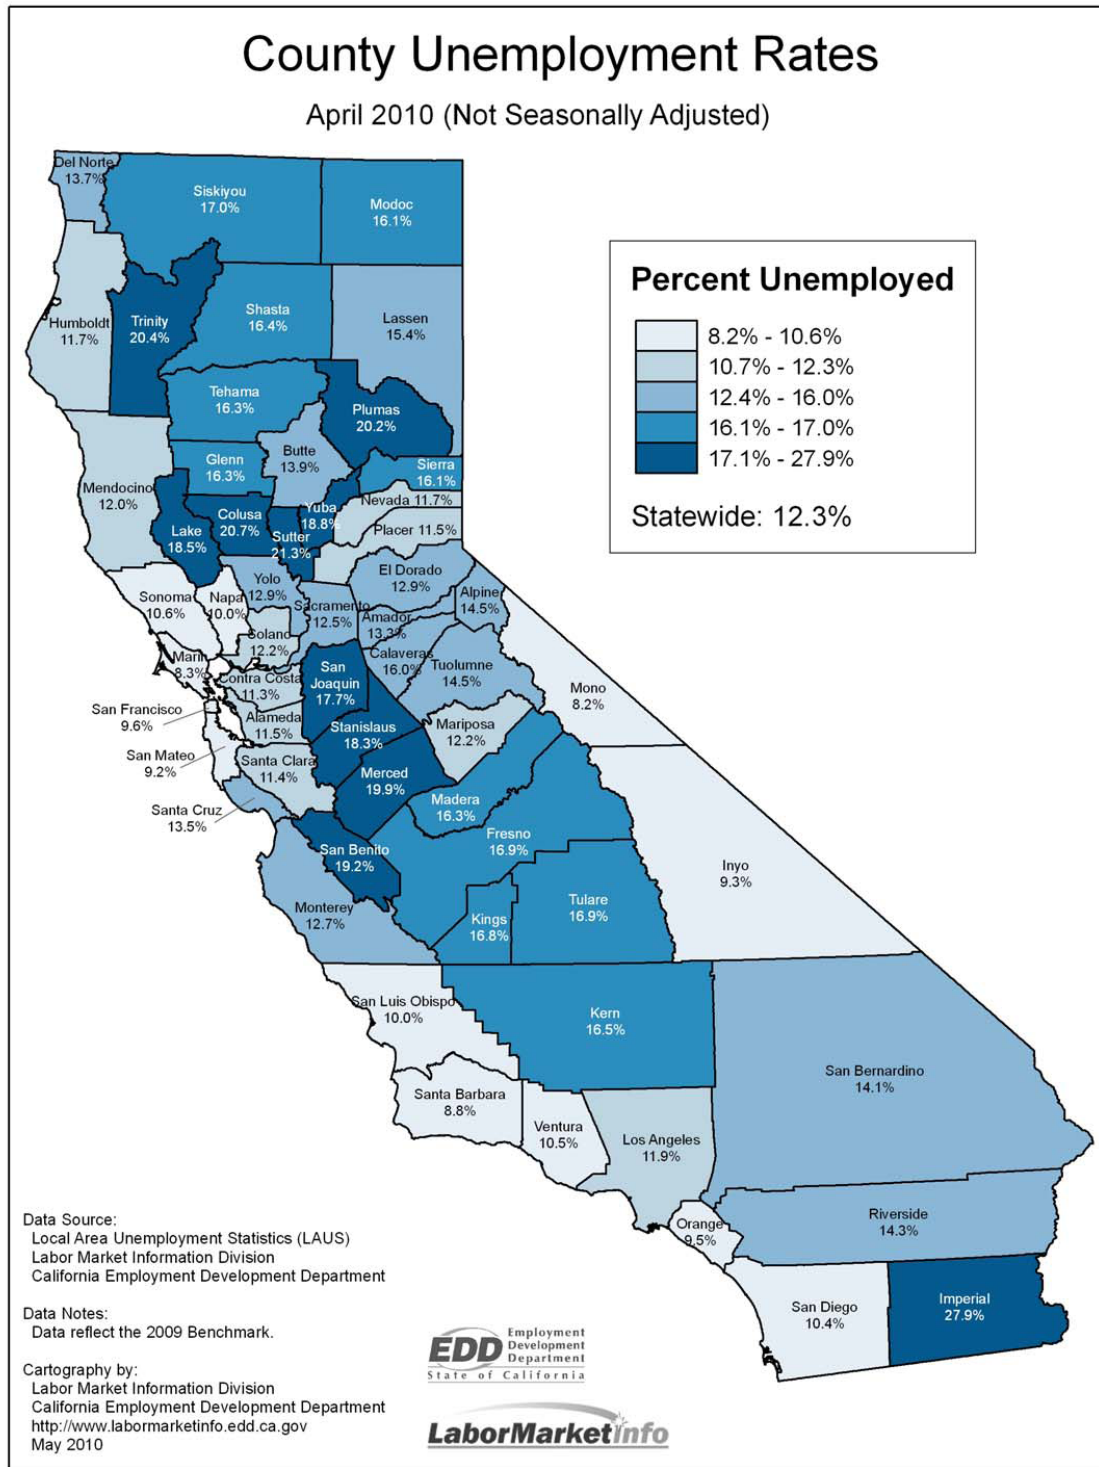 County Unemployment Rates
April 2010 (Not Seasonally Adjusted)
Del Norte
13.7%
Siskiyou
17.0%
Modoc
16.1%
Humboldt
11.7%
Trinity
20.4%
Shasta
16.4%
Lassen
15.4%
Percent Unemployed
8.2% - 10.6%
10.7% - 12.3%
12.4% - 16.0%
16.1% - 17.0%
17.1% - 27.9%
Statewide: 12.3%
Tehama
16.3%
Plumas
20.2%
Mendocino
12.0%
Glenn
16.3%
Butte
13.9%
Sierra
16.1%
Lake
18.5%
Colusa
20.7%
Sutter
21.3%
Yuba
18.8%
Nevada 11.7%
Placer 11.5%
Sonoma
10.6%
Napa
10.0%
Yolo
12.9%
Sacramento
12.5%
El Dorado
12.9%
Alpine
14.5%
Amador
13.3%
Solano
12.2%
Marin
8.3%
Contra Costa
11.3%
San
Joaquin
17.7%
Calaveras
16.0%
Tuolumne
14.5%
Mono
8.2%
San Francisco
9.6%
Alameda
11.5%
Stanislaus
18.3%
Mariposa
12.2%
San Mateo
9.2%
Santa Clara
11.4%
Merced
19.9%
Madera
16.3%
Santa Cruz
13.5%
San Benito
19.2%
Fresno
16.9%
Inyo
9.3%
Monterey
12.7%
Kings
16.8%
Tulare
16.9%
San Luis Obispo
10.0%
Kern
16.5%
San Bernardino
14.1%
Santa Barbara
8.8%
Ventura
10.5%
Los Angeles
11.9%
Orange
9.5%
Riverside
14.3%
San Diego
10.4%
Imperial
27.9%
Data Source:
Local Area Unemployment Statistics (LAUS)
Labor Market Information Division
California Employment Development Department
Data Notes:
Data reflect the 2009 Benchmark.
Cartography by:
Labor Market Information Division
California Employment Development Department
http://www.labormarketinfo.edd.ca.gov
May 2010
EDD
Employment
Development
Department
State of California
LaborMarketinfo